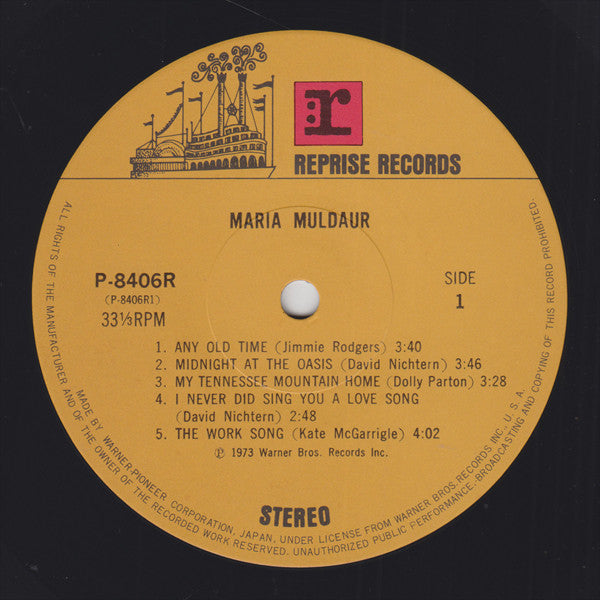 :r
REPRISE RECORDS
MARIA MULDAUR
P-8406R
(P-8406R1)
33⅓RPM
SIDE
1
1. ANY OLD TIME (Jimmie Rodgers) 3:40
2. MIDNIGHT AT THE OASIS (David Nichtern) 3:46
3. MY TENNESSEE MOUNTAIN HOME (Dolly Parton) 3:28
4. I NEVER DID SING YOU A LOVE SONG
(David Nichtern) 2:48
5. THE WORK SONG (Kate McGarrigle) 4:02
℗ 1973 Warner Bros. Records Inc.
STEREO
MADE BY WARNER-PIONEER CORPORATION, JAPAN, UNDER LICENSE FROM WARNER BROS. RECORDS INC., U.S.A.
ALL RIGHTS OF THE MANUFACTURER AND OF THE OWNER OF THE RECORDED WORK RESERVED. UNAUTHORIZED PUBLIC PERFORMANCE, BROADCASTING AND COPYING OF THIS RECORD PROHIBITED.